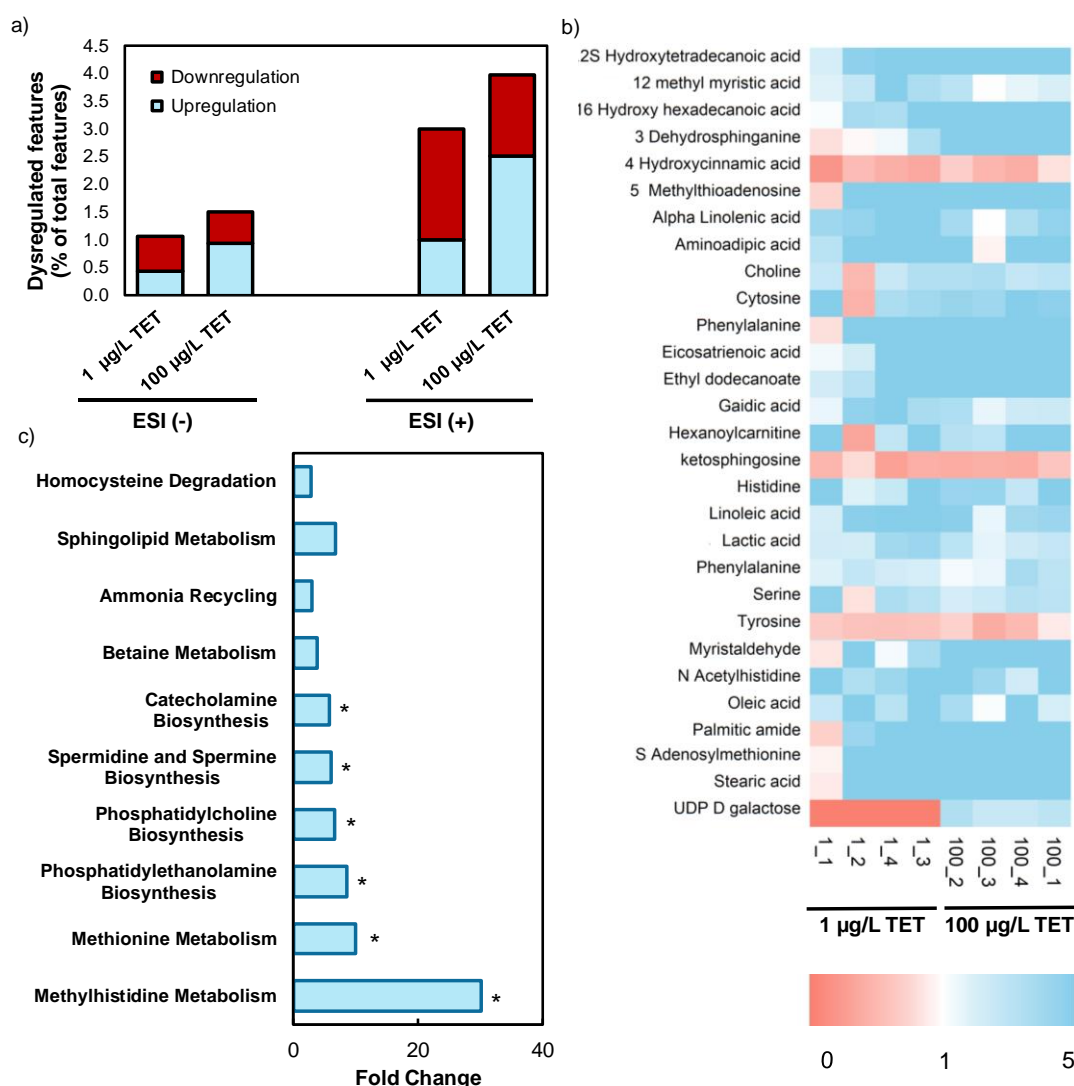 a)
4.5
4.0
3.5
3.0
2.5
2.0
1.5
1.0
0.5
0.0
Dysregulated features
(% of total features)
Downregulation
Upregulation
1 µg/L TET
100 µg/L TET
1 µg/L TET
100 µg/L TET
ESI (-)
ESI (+)
b)
2S Hydroxytetradecanoic acid
12 methyl myristic acid
16 Hydroxy hexadecanoic acid
3 Dehydrosphinganine
4 Hydroxycinnamic acid
5 Methylthioadenosine
Alpha Linolenic acid
Aminoadipic acid
Choline
Cytosine
Phenylalanine
Eicosatrienoic acid
Ethyl dodecanoate
Gaidic acid
Hexanoylcarnitine
ketosphingosine
Histidine
Linoleic acid
Lactic acid
Phenylalanine
Serine
Tyrosine
Myristaldehyde
N Acetylhistidine
Oleic acid
Palmitic amide
S Adenosylmethionine
Stearic acid
UDP D galactose
1_1
1_2
1_4
1_3
100_2
100_3
100_4
100_1
1 µg/L TET
100 µg/L TET
0
1
5
c)
Homocysteine Degradation
Sphingolipid Metabolism
Ammonia Recycling
Betaine Metabolism
Catecholamine
Biosynthesis
*
Spermidine and Spermine
Biosynthesis
*
Phosphatidylcholine
Biosynthesis
*
Phosphatidylethanolamine
Biosynthesis
*
Methionine Metabolism
*
Methylhistidine Metabolism
*
0
20
40
Fold Change